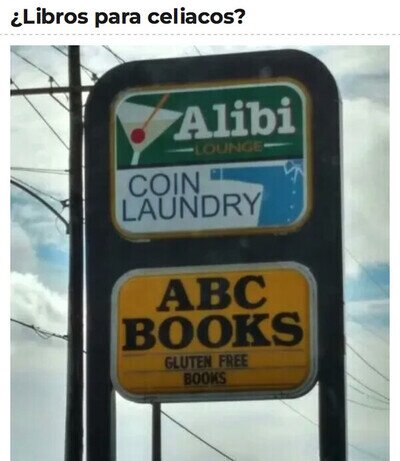 ¿Libros para celiacos?
Alibi
LOUNGE
COIN
LAUNDRY
ABC
BOOKS
GLUTEN FREE
BOOKS